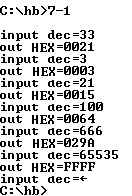 C:\hb>7-1
input dec=33
out HEX=0021
input dec=3
out HEX=0003
input dec=21
out HEX=0015
input dec=100
out HEX=0064
input dec=666
out HEX=029A
input dec=65535
out HEX=FFFF
input dec=←
C:\hb>